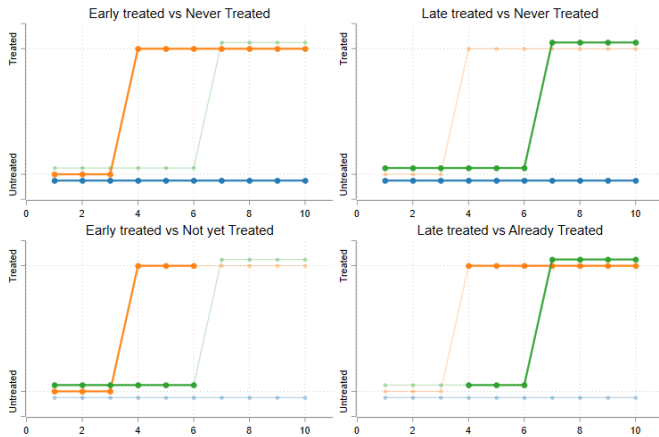 Early treated vs Never Treated
Treated
Untreated
0 2 4 6 8 10
Late treated vs Never Treated
Treated
Untreated
0 2 4 6 8 10
Early treated vs Not yet Treated
Treated
Untreated
0 2 4 6 8 10
Late treated vs Already Treated
Treated
Untreated
0 2 4 6 8 10